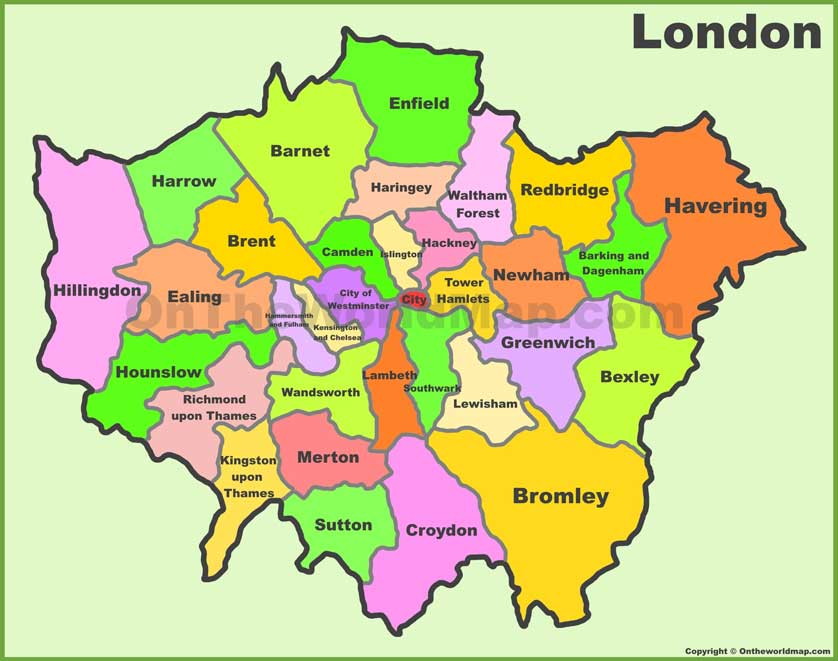 London
Enfield
Barnet
Harrow
Haringey
Waltham
Forest
Redbridge
Havering
Brent
Camden
Islington
Hackney
Barking and
Dagenham
Hillingdon
Ealing
City of
Westminster
City
Tower
Hamlets
Newham
OnTheWorldMap.com
Hammersmith
and Fulham
Kensington
and Chelsea
Greenwich
Hounslow
Richmond
upon Thames
Wandsworth
Lambeth
Southwark
Lewisham
Bexley
Kingston
upon
Thames
Merton
Bromley
Sutton
Croydon
Copyright © Ontheworldmap.com